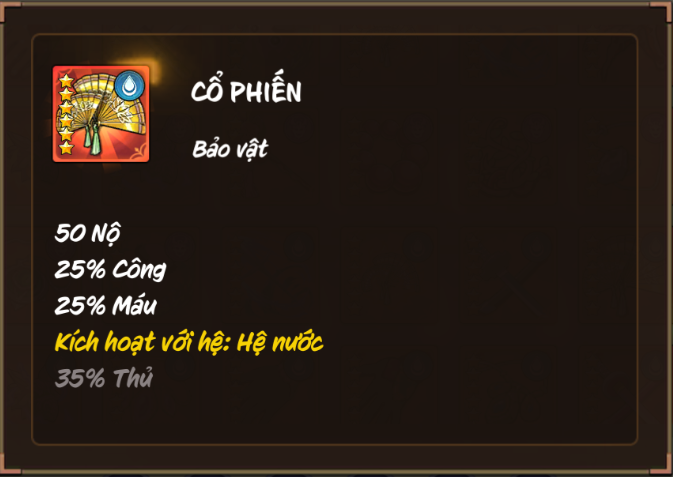 CỔ PHIẾN
Bảo vật
50 Nộ
25% Công
25% Máu
Kích hoạt với hệ: Hệ nước
35% Thủ